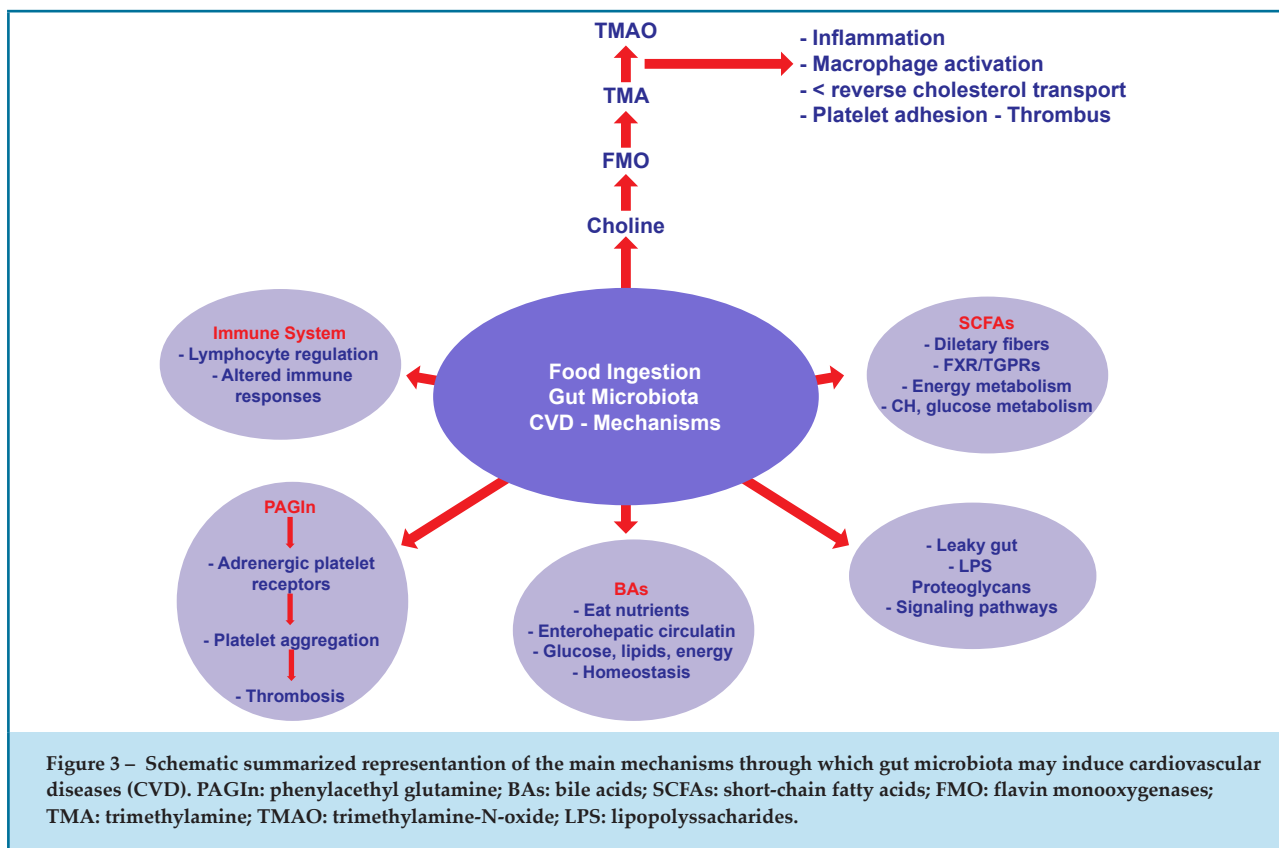 TMAO
- Inflammation
- Macrophage activation
- < reverse cholesterol transport
- Platelet adhesion - Thrombus
TMA
FMO
Choline
Immune System
- Lymphocyte regulation
- Altered immune
responses
Food Ingestion
Gut Microbiota
CVD - Mechanisms
SCFAs
- Diletary fibers
- FXR/TGPRs
- Energy metabolism
- CH, glucose metabolism
PAGIn
- Adrenergic platelet
receptors
- Platelet aggregation
- Thrombosis
BAs
- Eat nutrients
- Enterohepatic circulatin
- Glucose, lipids, energy
- Homeostasis
- Leaky gut
- LPS
Proteoglycans
- Signaling pathways
Figure 3 – Schematic summarized representantion of the main mechanisms through which gut microbiota may induce cardiovascular
diseases (CVD). PAGIn: phenylacethyl glutamine; BAs: bile acids; SCFAs: short-chain fatty acids; FMO: flavin monooxygenases;
TMA: trimethylamine; TMAO: trimethylamine-N-oxide; LPS: lipopolyssacharides.